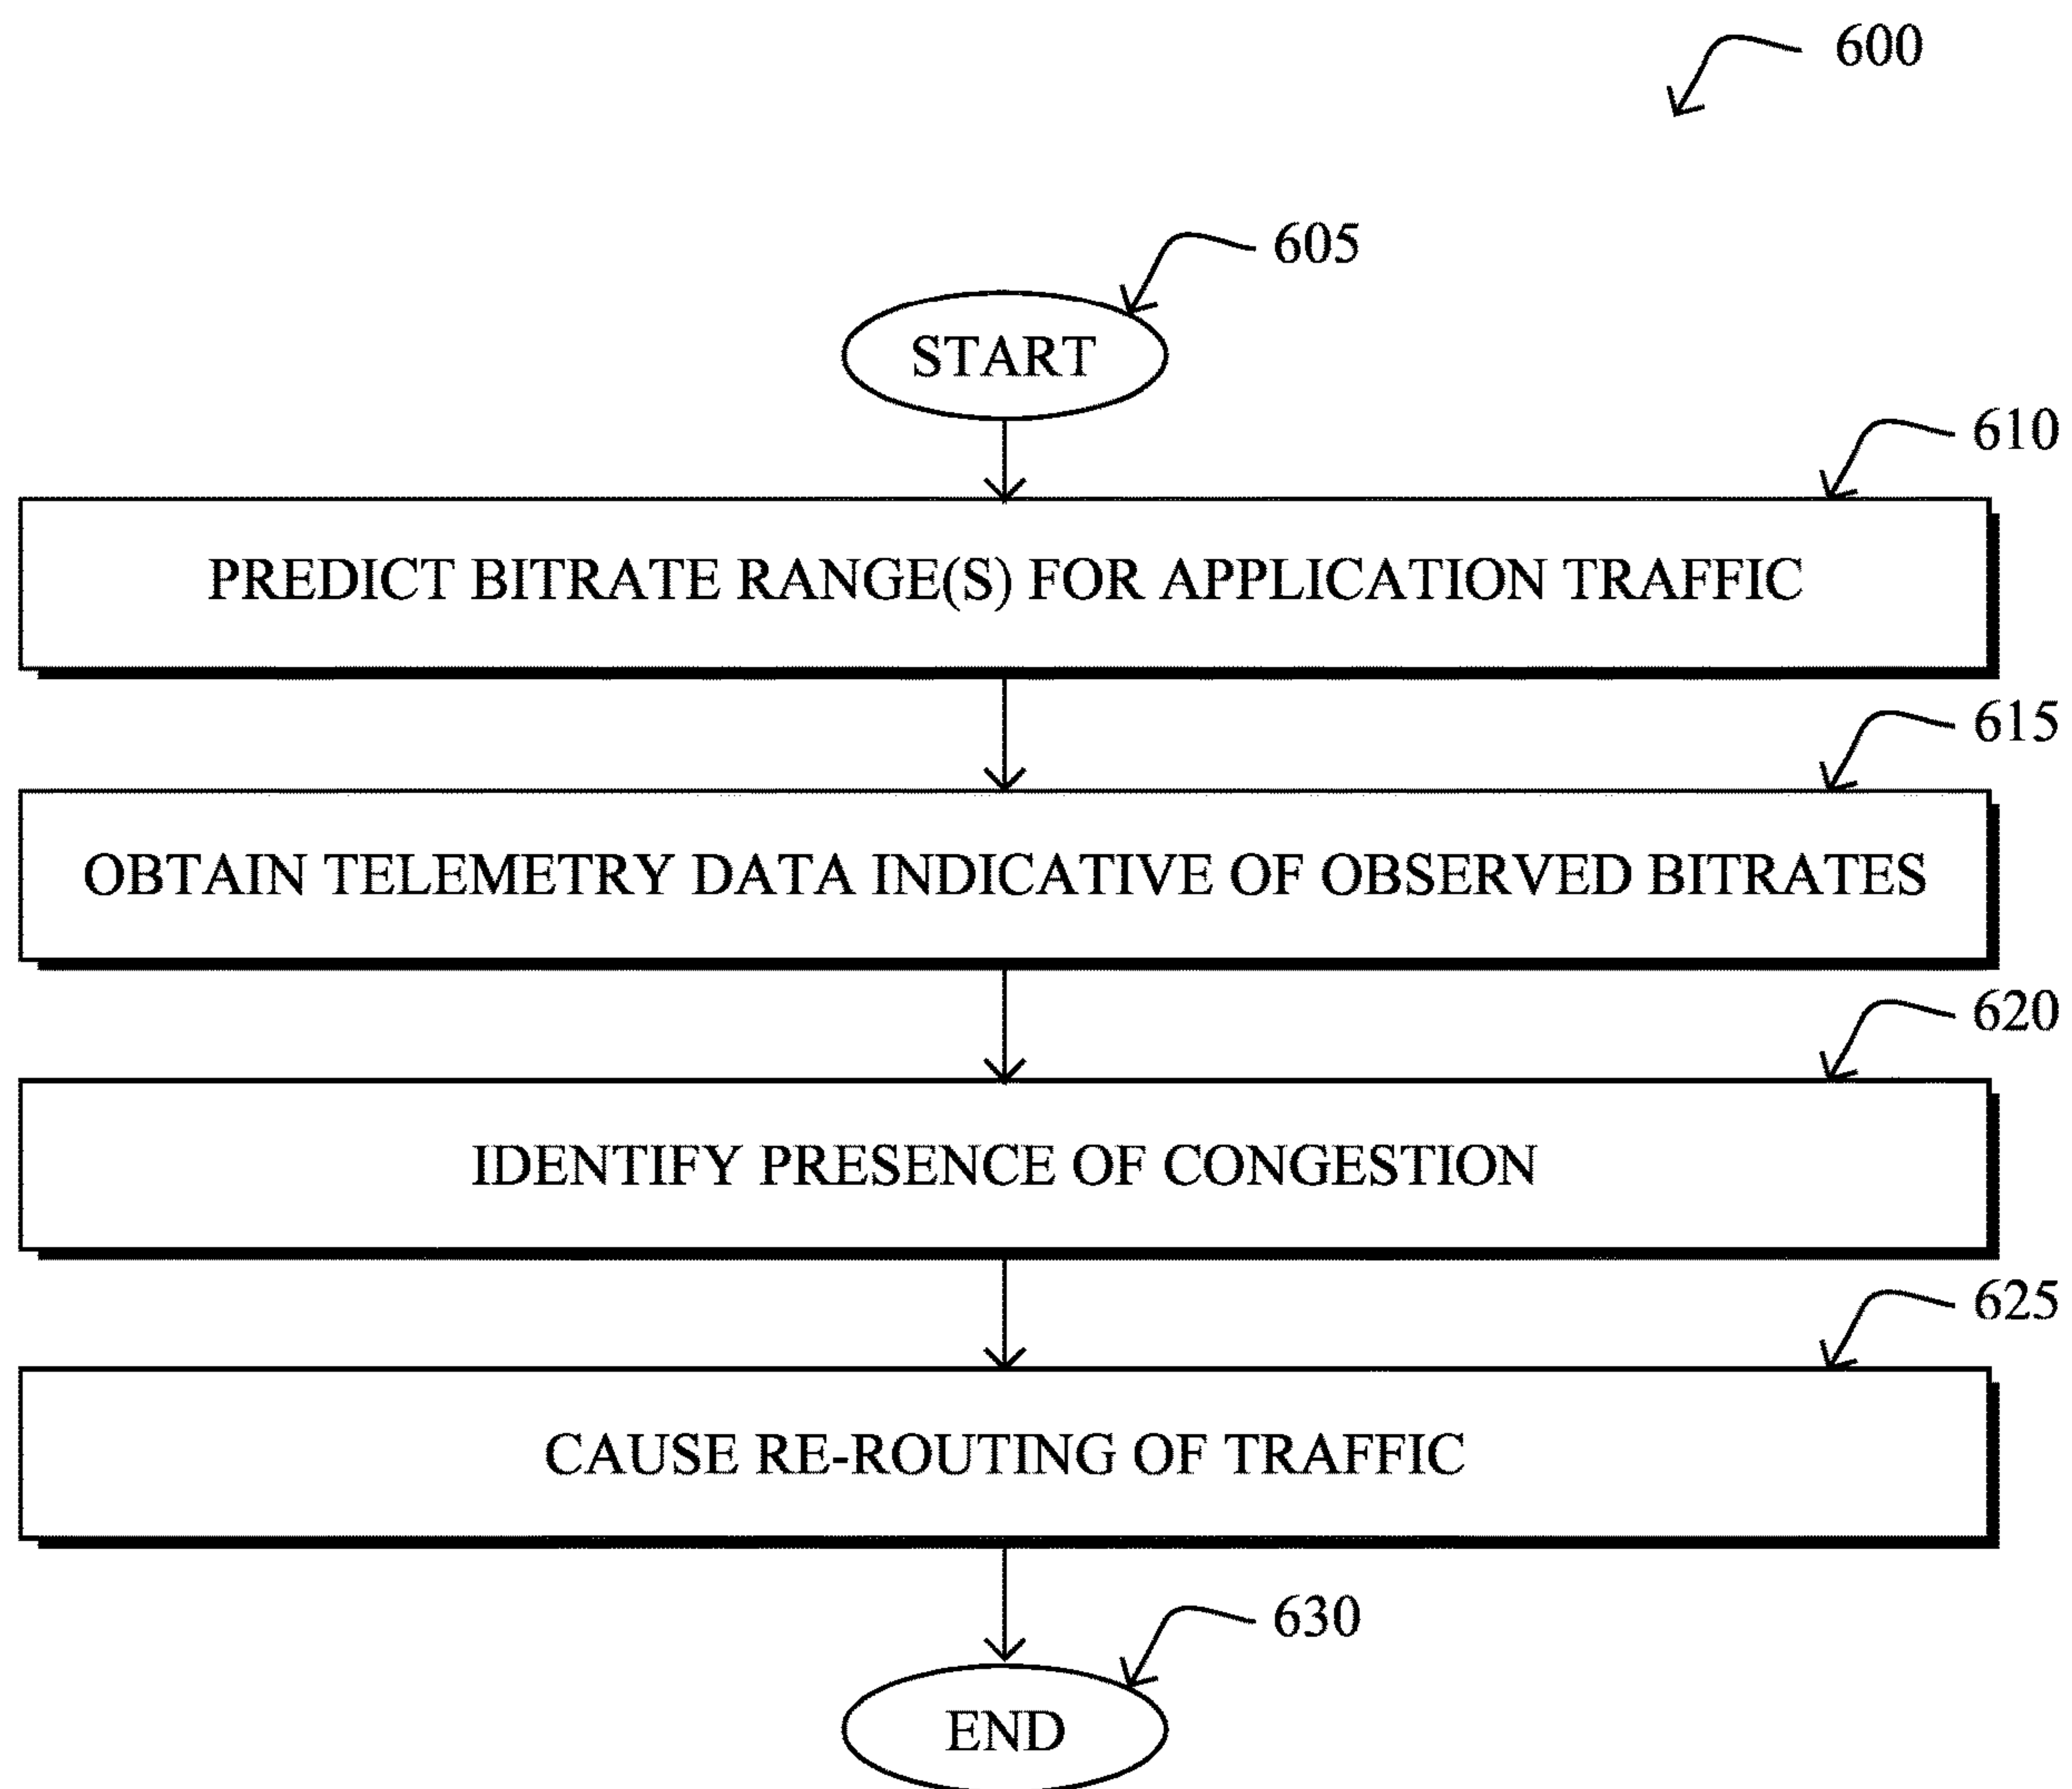 600
605
START
610
PREDICT BITRATE RANGE(S) FOR APPLICATION TRAFFIC
615
OBTAIN TELEMETRY DATA INDICATIVE OF OBSERVED BITRATES
620
IDENTIFY PRESENCE OF CONGESTION
625
CAUSE RE-ROUTING OF TRAFFIC
630
END